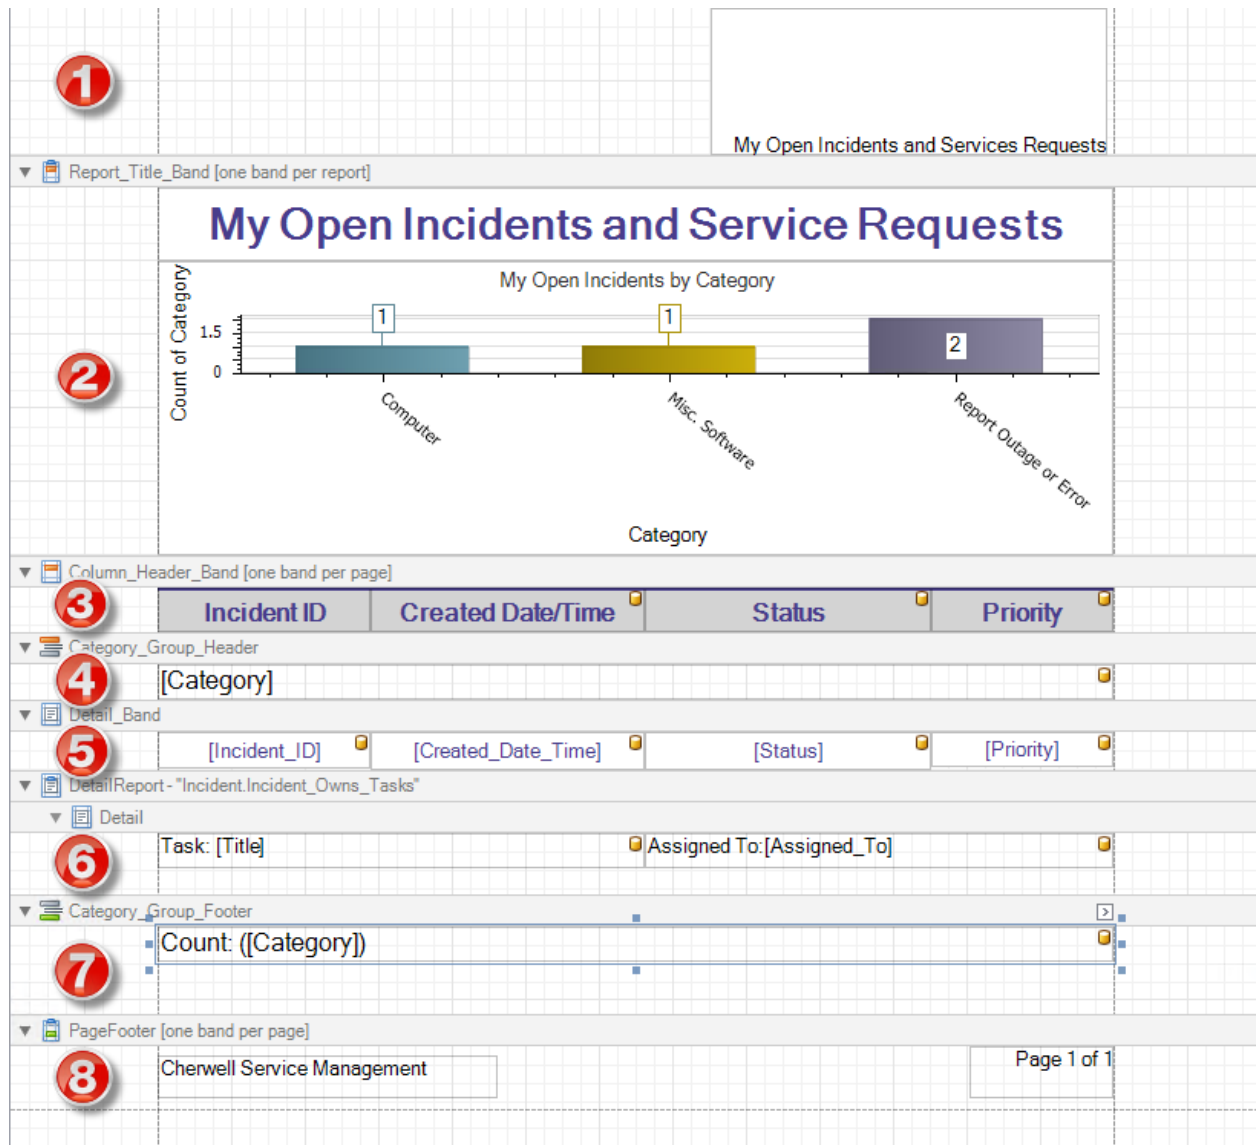 1
My Open Incidents and Services Requests
Report_Title_Band [one band per report]
My Open Incidents and Service Requests
My Open Incidents by Category
Count of Category
1.5
0
1
1
2
Computer
Misc. Software
Report Outage or Error
Category
2
Column_Header_Band [one band per page]
3
Incident ID Created Date/Time Status Priority
Category_Group_Header
4
[Category]
Detail_Band
5
[Incident_ID] [Created_Date_Time] [Status] [Priority]
DetailReport - "Incident.Incident_Owns_Tasks"
Detail
6
Task: [Title] Assigned To:[Assigned_To]
Category_Group_Footer
7
Count: ([Category])
PageFooter [one band per page]
8
Cherwell Service Management Page 1 of 1